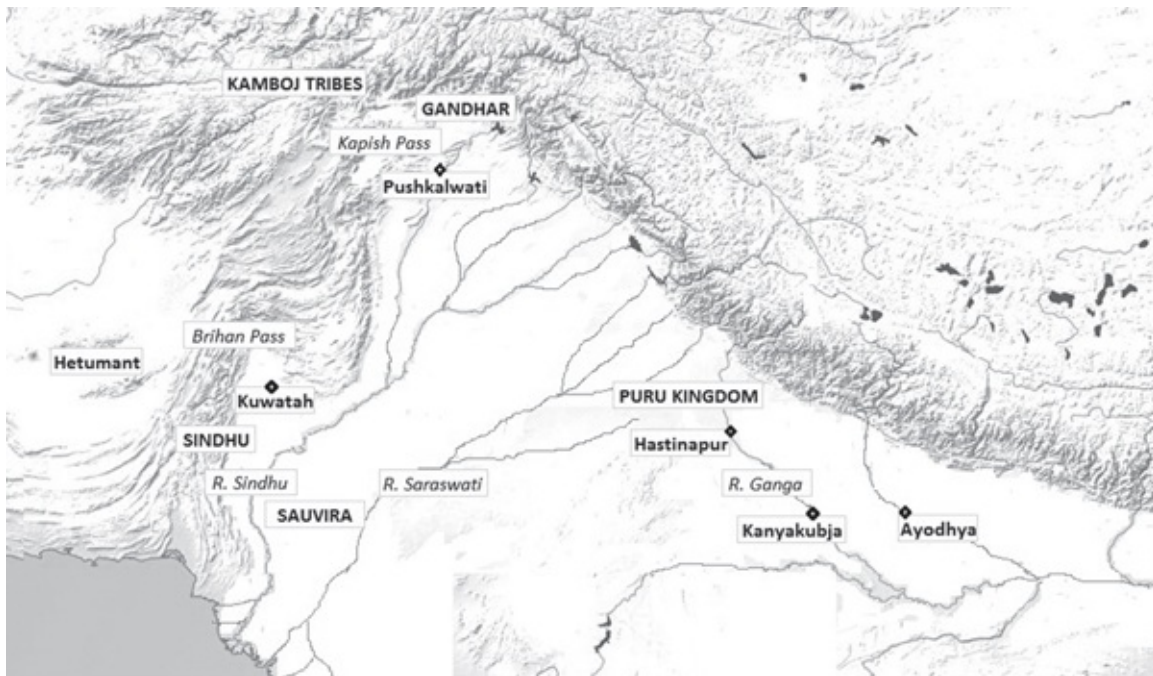 KAMBOJ TRIBES
GANDHAR
Kapish Pass
Pushkalwati
Brihan Pass
Hetumant
Kuwatah
PURU KINGDOM
SINDHU
Hastinapur
R. Sindhu
R. Saraswati
R. Ganga
SAUVIRA
Kanyakubja
Ayodhya